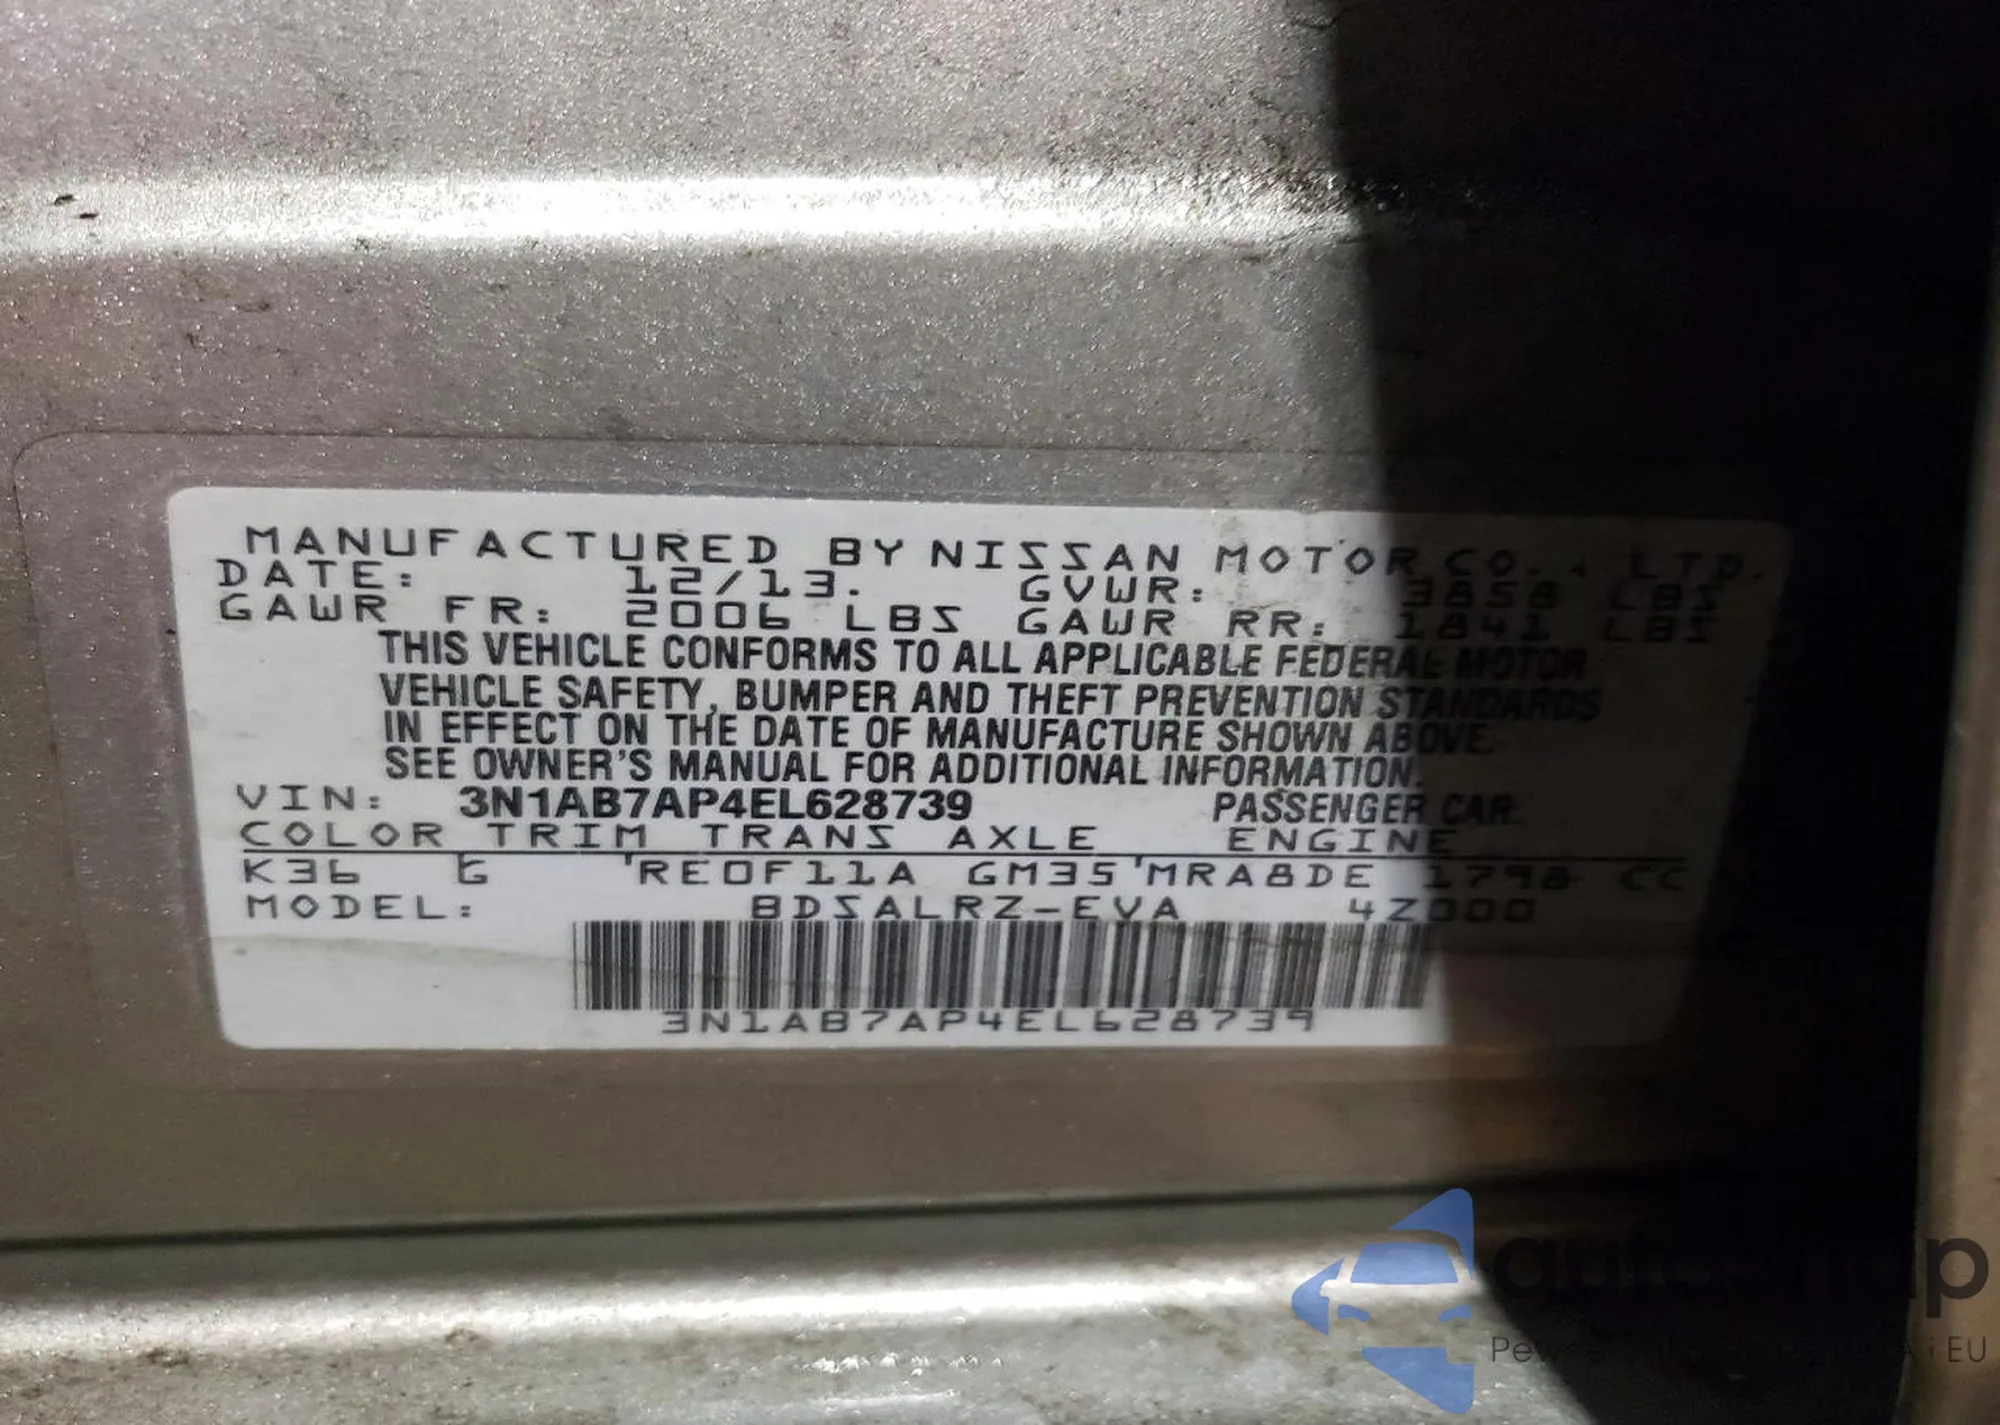 MANUFACTURED BY NISSAN MOTOR CO., LTD.
DATE: 12/13. GVWR: 3858 LBS
GAWR FR: 2006 LBS GAWR RR: 1841 LBS
THIS VEHICLE CONFORMS TO ALL APPLICABLE FEDERAL MOTOR
VEHICLE SAFETY, BUMPER AND THEFT PREVENTION STANDARDS
IN EFFECT ON THE DATE OF MANUFACTURE SHOWN ABOVE.
SEE OWNER'S MANUAL FOR ADDITIONAL INFORMATION.
VIN: 3N1AB7AP4EL628739 PASSENGER CAR.
COLOR TRIM TRANS AXLE ENGINE
K36 G 'RE0F11A GM35'MRA8DE 1798 CC
MODEL: BDSALRZ-EVA 4Z000
3N1AB7AP4EL628739
EU